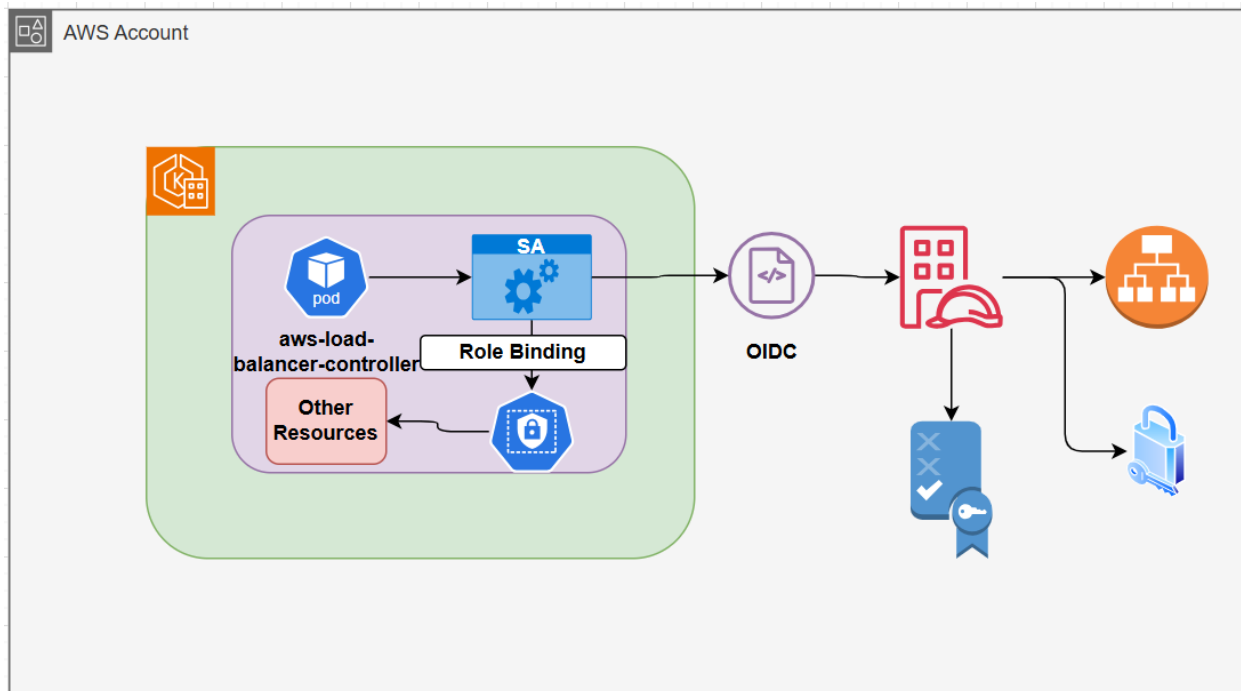 AWS Account
SA
pod
aws-load-
balancer-controller
Role Binding
Other
Resources
OIDC
K